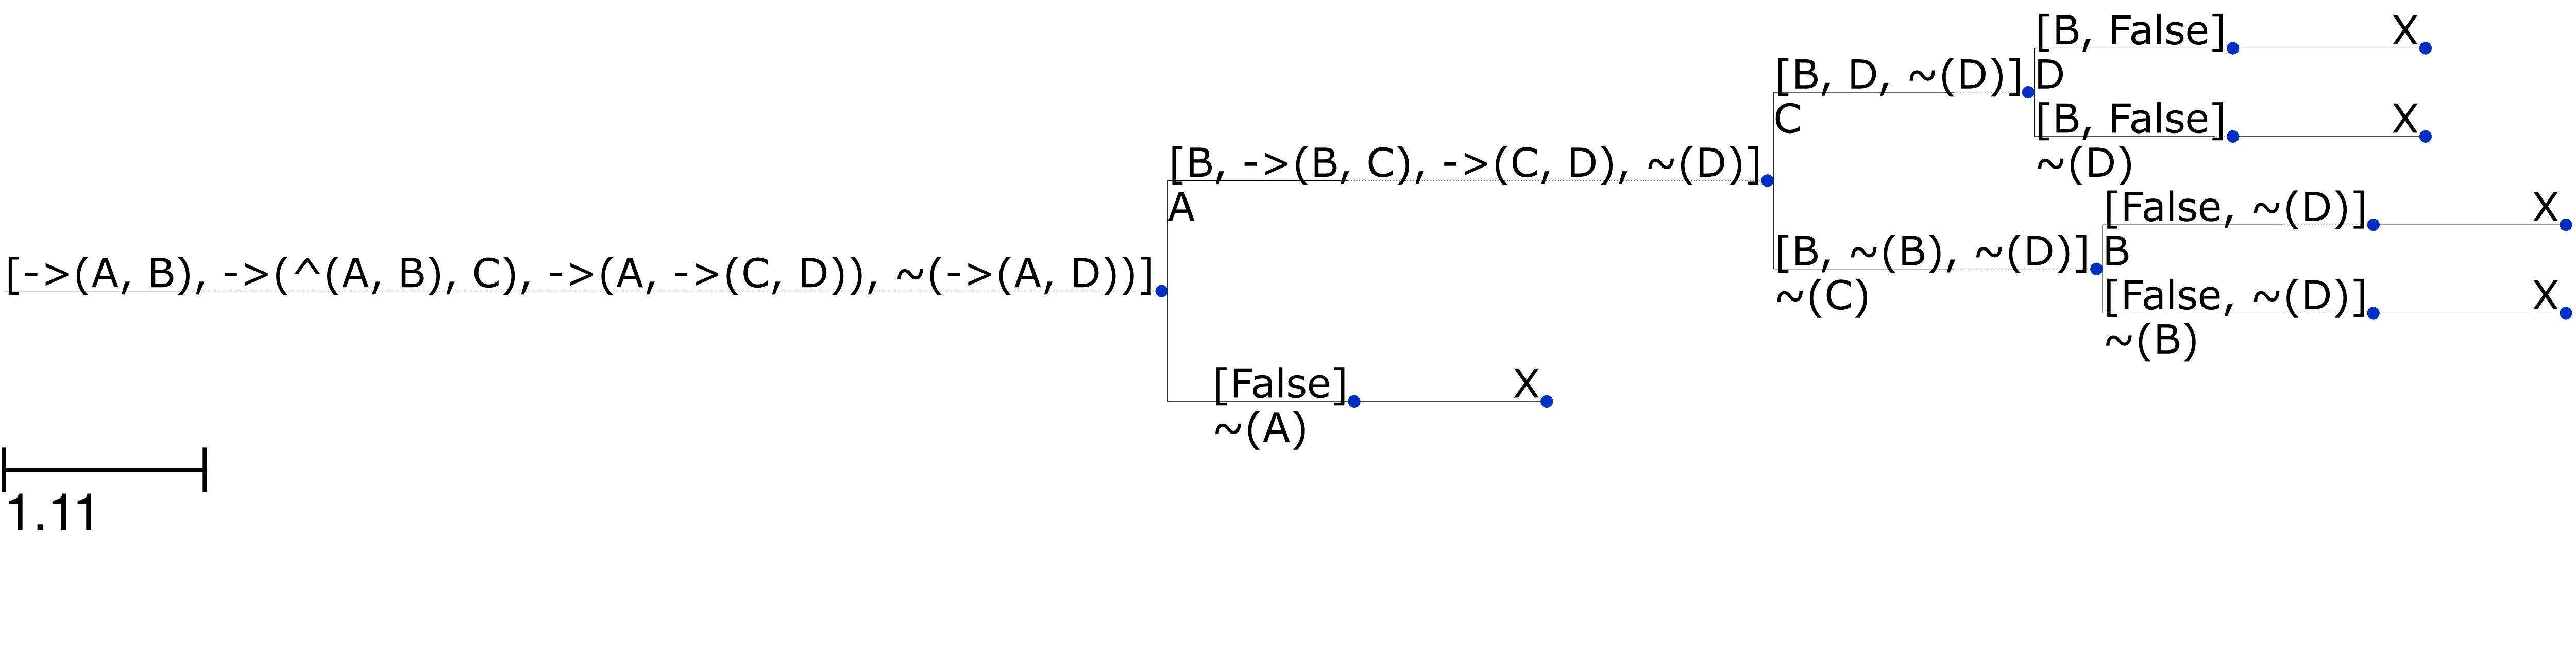 [B, False]
X
[B, D, ~(D)]
D
C
[B, False]
X
[B, ->(B, C), ->(C, D), ~(D)]
~(D)
A
[False, ~(D)]
X
[B, ~(B), ~(D)]
B
[->(A, B), ->(^(A, B), C), ->(A, ->(C, D)), ~(->(A, D))]
~(C)
[False, ~(D)]
X
~(B)
[False]
X
~(A)
1.11